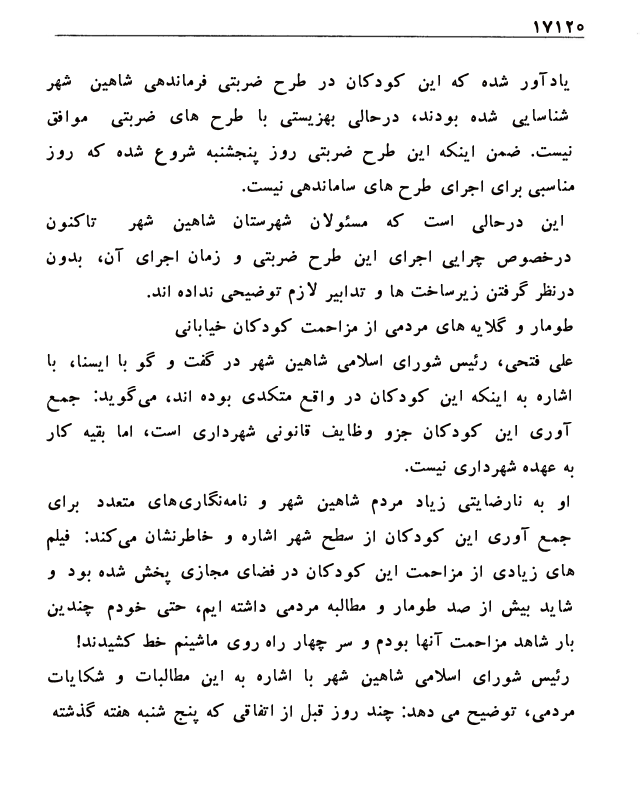 ۱۷۱۲۰
یادآور شده که این کودکان در طرح ضربتی فرماندهی شاهین شهر
شناسایی شده بودند، درحالی بهزیستی با طرح های ضربتی موافق
نیست. ضمن اینکه این طرح ضربتی روز پنجشنبه شروع شده که روز
مناسبی برای اجرای طرح های ساماندهی نیست.
این درحالی است که مسئولان شهرستان شاهین شهر تاکنون
درخصوص چرایی اجرای این طرح ضربتی و زمان اجرای آن، بدون
درنظر گرفتن زیرساخت ها و تدابیر لازم توضیحی نداده اند.
طومار و گلایه های مردمی از مزاحمت کودکان خیابانی
علی فتحی، رئیس شورای اسلامی شاهین شهر در گفت و گو با ایسنا، با
اشاره به اینکه این کودکان در واقع متکدی بوده اند، می‌گوید: جمع
آوری این کودکان جزو وظایف قانونی شهرداری است، اما بقیه کار
به عهده شهرداری نیست.
او به نارضایتی زیاد مردم شاهین شهر و نامه‌نگاری‌های متعدد برای
جمع آوری این کودکان از سطح شهر اشاره و خاطرنشان می‌کند: فیلم
های زیادی از مزاحمت این کودکان در فضای مجازی پخش شده بود و
شاید بیش از صد طومار و مطالبه مردمی داشته ایم، حتی خودم چندین
بار شاهد مزاحمت آنها بودم و سر چهار راه روی ماشینم خط کشیدند!
رئیس شورای اسلامی شاهین شهر با اشاره به این مطالبات و شکایات
مردمی، توضیح می دهد: چند روز قبل از اتفاقی که پنج شنبه هفته گذشته